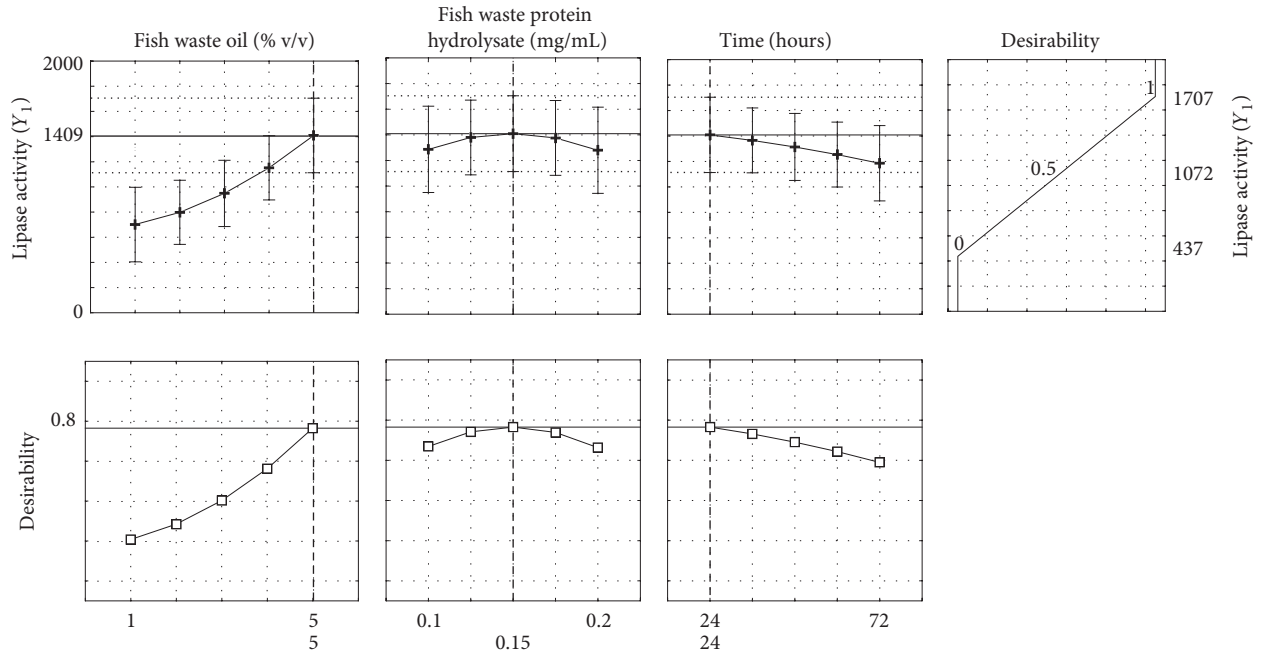 Fish waste oil (% v/v)
Fish waste protein
hydrolysate (mg/mL)
Time (hours)
Desirability
Lipase activity (Y1)
2000
1409
0
1
0.5
0
1707
1072
437
Lipase activity (Y1)
Desirability
0.8
1
5
5
0.1
0.15
0.2
24
24
72